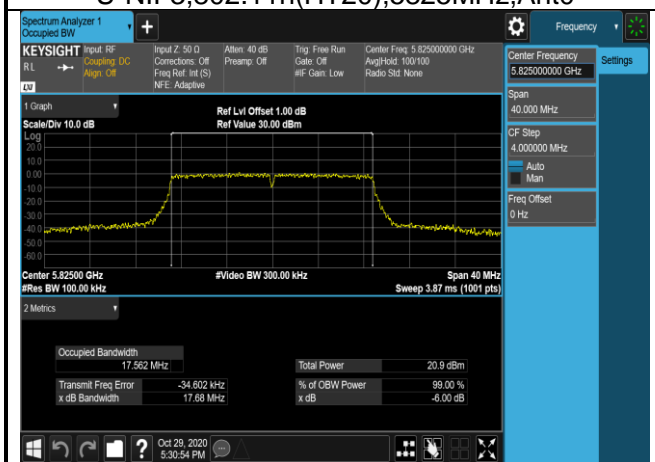 U-NII-3,802.11n(HT20),5825MHz,Ant0
Spectrum Analyzer 1
Occupied BW
+
Frequency
KEYSIGHT
Input: RF
Coupling: DC
Align: Off
R L
LXI
Input Z: 50 Ω
Corrections: Off
Freq Ref: Int (S)
NFE: Adaptive
Atten: 40 dB
Preamp: Off
Trig: Free Run
Gate: Off
#IF Gain: Low
Center Freq: 5.825000000 GHz
Avg|Hold: 100/100
Radio Std: None
Center Frequency
5.825000000 GHz
Settings
Span
40.000 MHz
CF Step
4.000000 MHz
Auto
Man
Freq Offset
0 Hz
1 Graph
Scale/Div 10.0 dB
Ref Lvl Offset 1.00 dB
Ref Value 30.00 dBm
Log
20.0
10.0
0.00
-10.0
-20.0
-30.0
-40.0
-50.0
-60.0
Center 5.82500 GHz
#Video BW 300.00 kHz
Span 40 MHz
#Res BW 100.00 kHz
Sweep 3.87 ms (1001 pts)
2 Metrics
Occupied Bandwidth
17.562 MHz
Total Power 20.9 dBm
Transmit Freq Error -34.602 kHz
% of OBW Power 99.00 %
x dB Bandwidth 17.68 MHz
x dB -6.00 dB
?
Oct 29, 2020
5:30:54 PM